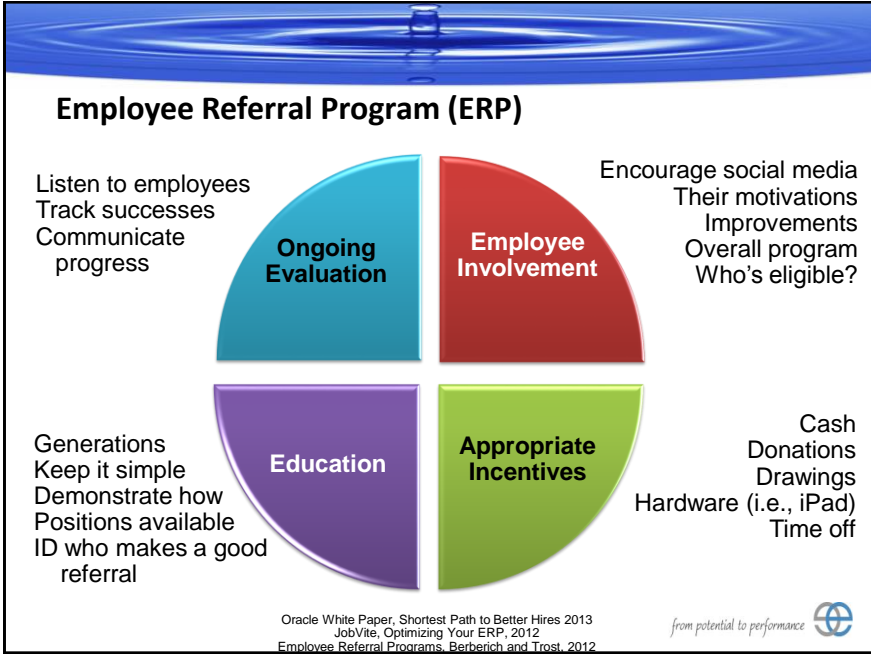 Employee Referral Program (ERP)
Listen to employees
Track successes
Communicate
progress
Ongoing
Evaluation
Employee
Involvement
Encourage social media
Their motivations
Improvements
Overall program
Who's eligible?
Generations
Keep it simple
Demonstrate how
Positions available
ID who makes a good
referral
Education
Appropriate
Incentives
Cash
Donations
Drawings
Hardware (i.e., iPad)
Time off
Oracle White Paper, Shortest Path to Better Hires 2013
JobVite, Optimizing Your ERP, 2012
Employee Referral Programs, Berberich and Trost, 2012
from potential to performance